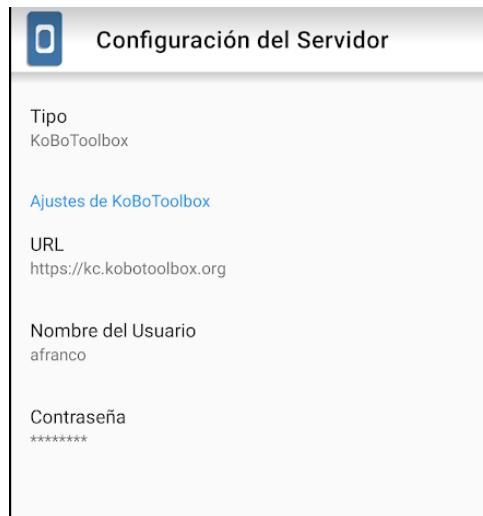 Configuración del Servidor
Tipo
KoBoToolbox
Ajustes de KoBoToolbox
URL
https://kc.kobotoolbox.org
Nombre del Usuario
afranco
Contraseña
********